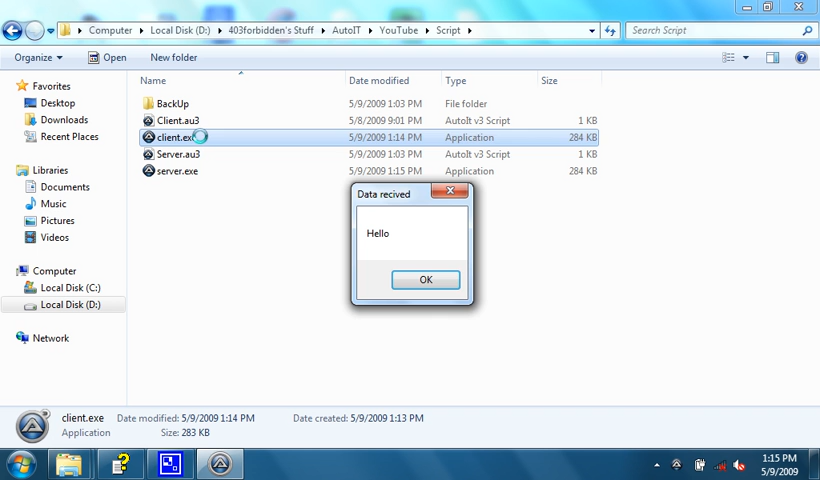 Computer ▸ Local Disk (D:) ▸ 403forbidden's Stuff ▸ AutoIT ▸ YouTube ▸ Script ▸
Search Script
Organize Open New folder
Favorites
Desktop
Downloads
Recent Places
Libraries
Documents
Music
Pictures
Videos
Computer
Local Disk (C:)
Local Disk (D:)
Network
Name Date modified Type Size
BackUp 5/9/2009 1:03 PM File folder
Client.au3 5/8/2009 9:01 PM AutoIt v3 Script 1 KB
client.ex 5/9/2009 1:14 PM Application 284 KB
Server.au3 5/9/2009 1:03 PM AutoIt v3 Script 1 KB
server.exe 5/9/2009 1:15 PM Application 284 KB
Data recived
Hello
OK
client.exe Date modified: 5/9/2009 1:14 PM Date created: 5/9/2009 1:13 PM
Application Size: 283 KB
1:15 PM
5/9/2009